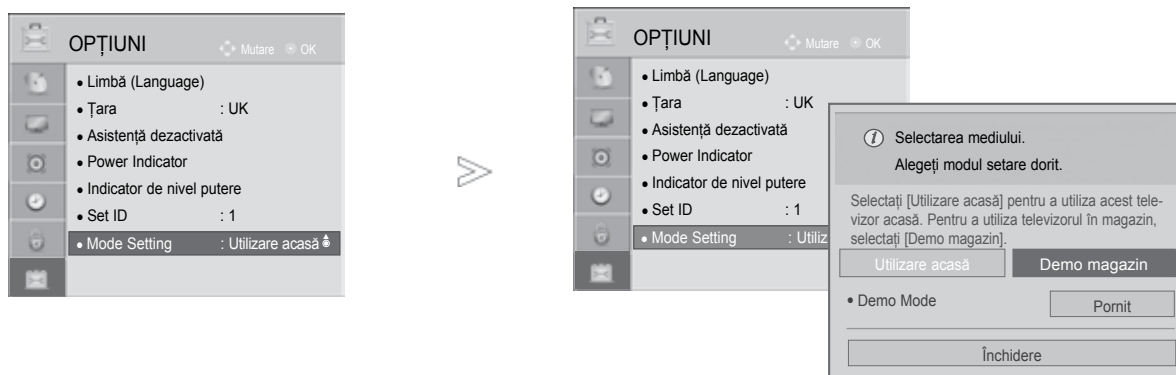 OPȚIUNI
Mutare OK
• Limbă (Language)
• Țara : UK
• Asistență dezactivată
• Power Indicator
• Indicator de nivel putere
• Set ID : 1
• Mode Setting : Utilizare acasă
OPȚIUNI
Mutare OK
• Limbă (Language)
• Țara : UK
• Asistență dezactivată
• Power Indicator
• Indicator de nivel putere
• Set ID : 1
• Mode Setting : Utiliz
Selectarea mediului.
Alegeți modul setare dorit.
Selectați [Utilizare acasă] pentru a utiliza acest tele-
vizor acasă. Pentru a utiliza televizorul în magazin,
selectați [Demo magazin].
Utilizare acasă Demo magazin
• Demo Mode Pornit
Închidere